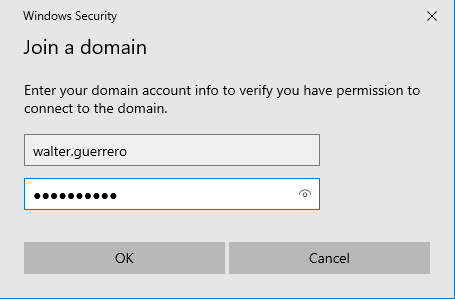 Windows Security
Join a domain
Enter your domain account info to verify you have permission to
connect to the domain.
walter.guerrero
●●●●●●●●●●
OK
Cancel